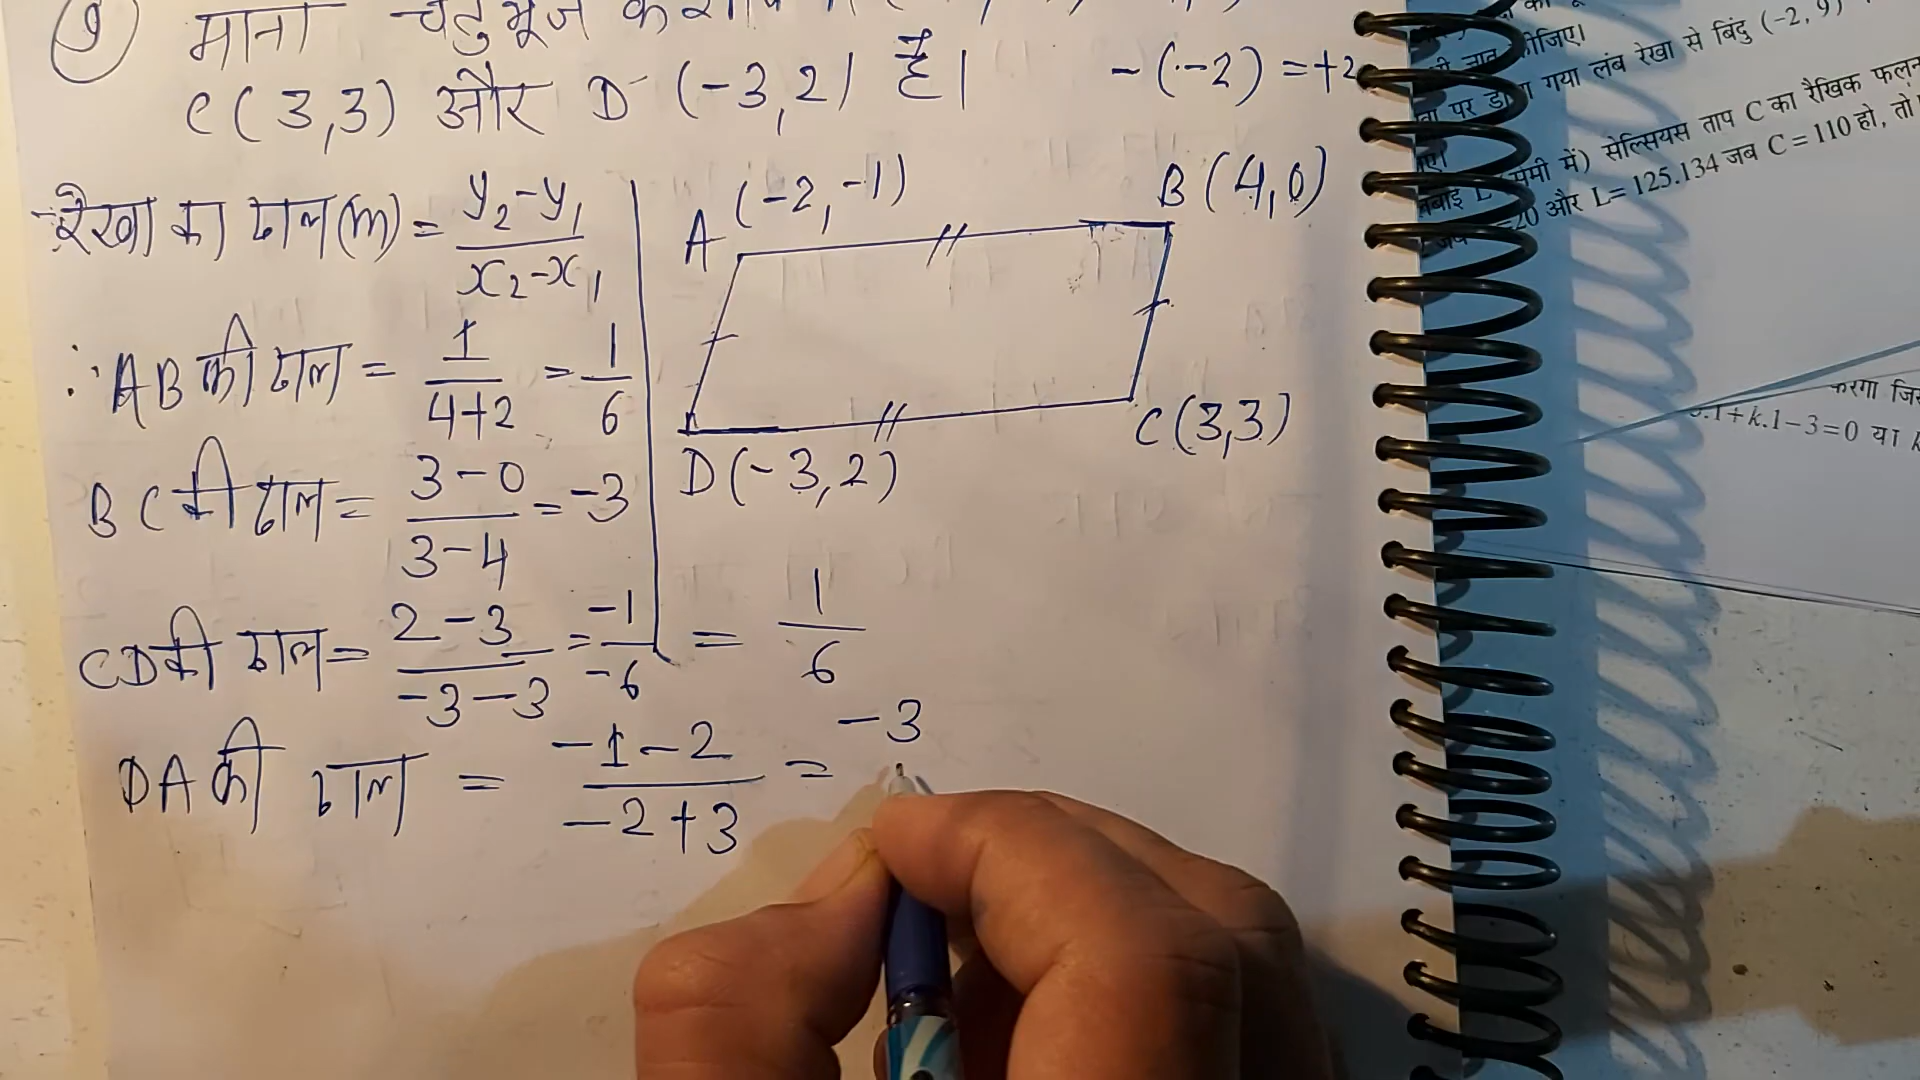 9 माना चतुर्भुज के
C(3,3) और D (-3,2) है।
-(-2) = +2
रेखा का ढाल(m) = y₂-y₁ / x₂-x₁
∴ AB की ढाल = 1 / 4+2 = 1/6
BC की ढाल = 3-0 / 3-4 = -3
CD की ढाल = 2-3 / -3-3 = -1/-6 = 1/6
DA की ढाल = -1-2 / -2+3 = -3
A (-2,-1)
B (4,0)
C(3,3)
D(-3,2)
कीजिए।
गया लंब रेखा से बिंदु (-2, 9)
सेल्सियस ताप C का रैखिक फलन
20 और L= 125.134 जब C = 110 हो, तो
करगा
.1+k.1-3=0 या